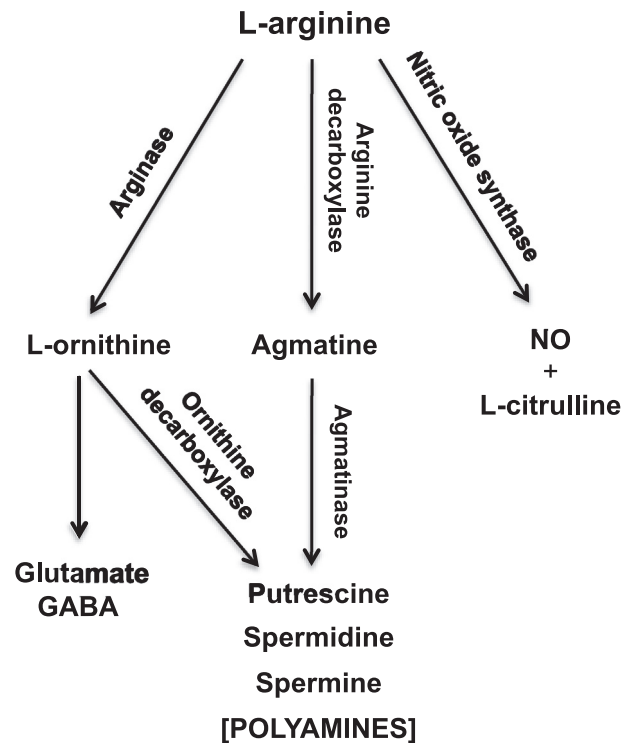 L-arginine
Arginase
Arginine
decarboxylase
Nitric oxide synthase
L-ornithine
Agmatine
NO
+
L-citrulline
Ornithine
decarboxylase
Agmatinase
Glutamate
GABA
Putrescine
Spermidine
Spermine
[POLYAMINES]